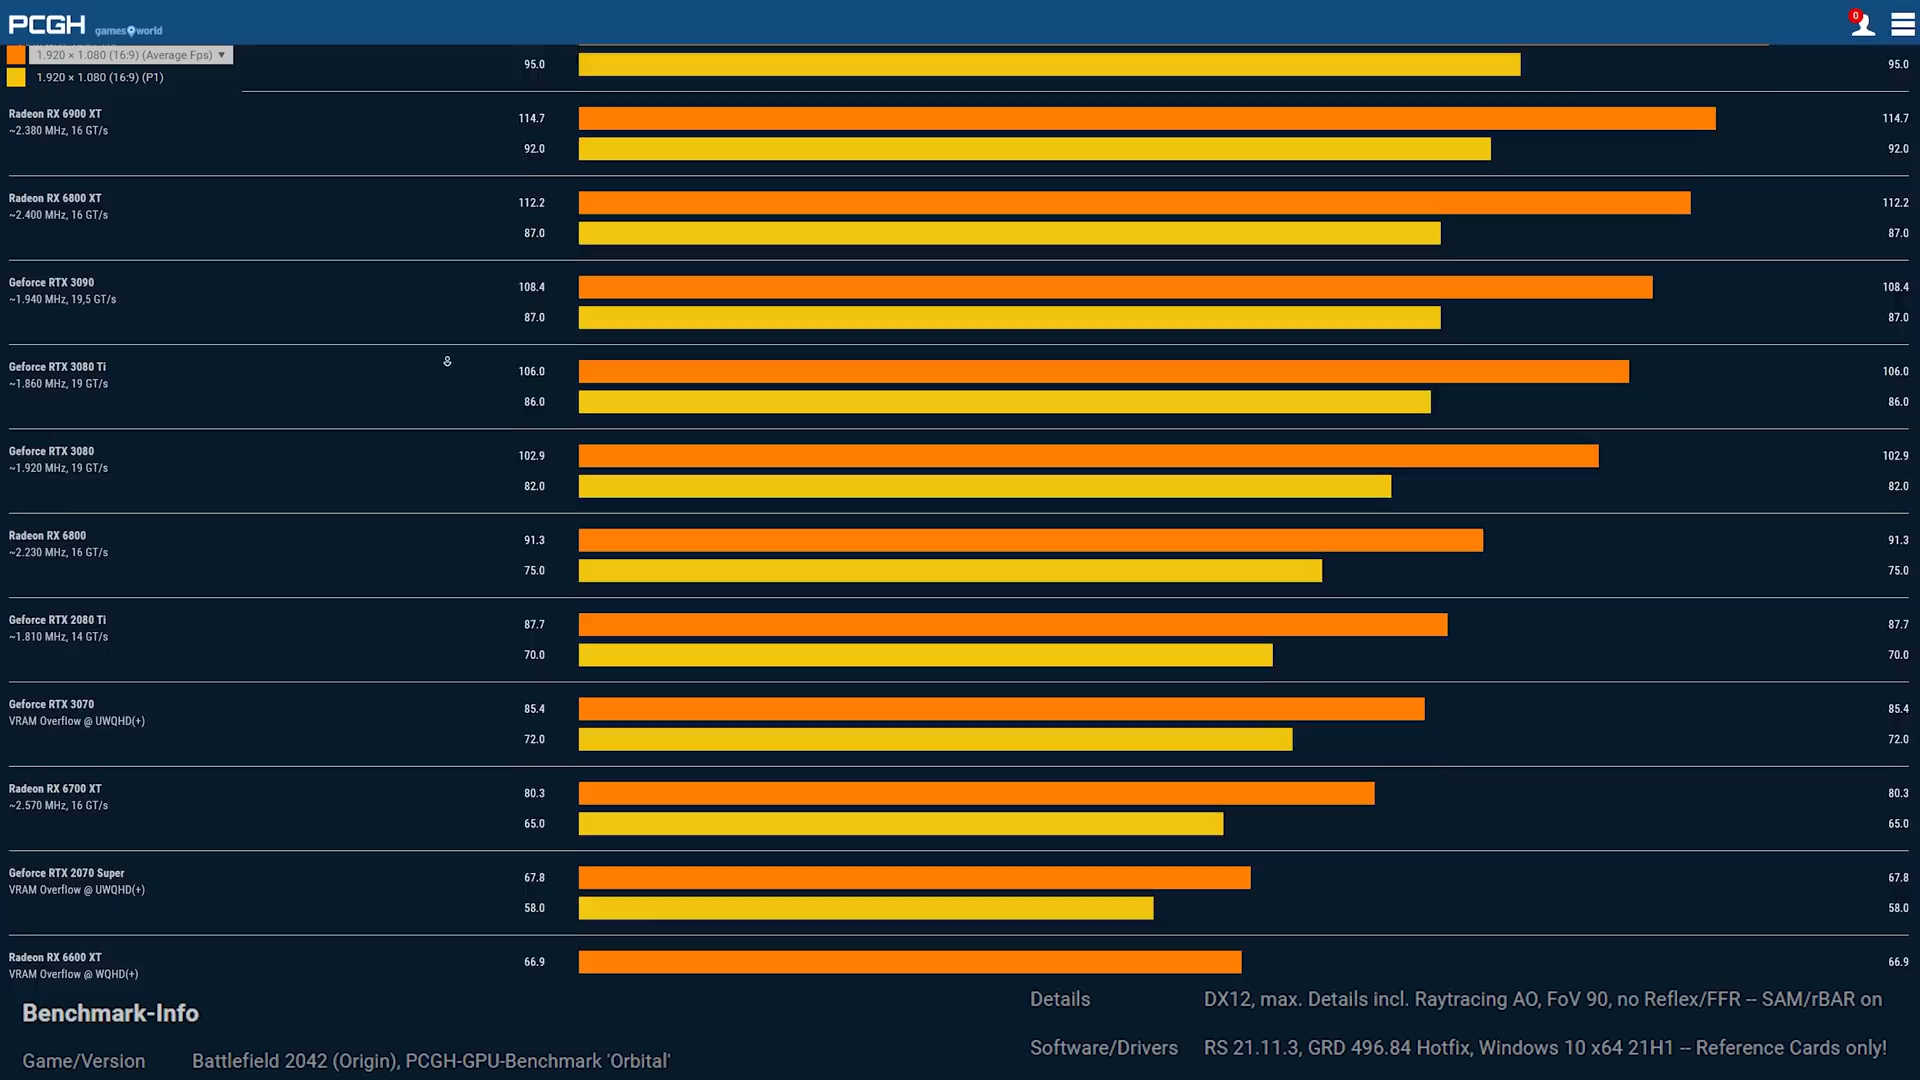 PCGH games world
0
1.920 × 1.080 (16:9) (Average Fps) ▼
1.920 × 1.080 (16:9) (P1)
95.0 95.0
Radeon RX 6900 XT
~2.380 MHz, 16 GT/s
114.7 114.7
92.0 92.0
Radeon RX 6800 XT
~2.400 MHz, 16 GT/s
112.2 112.2
87.0 87.0
Geforce RTX 3090
~1.940 MHz, 19,5 GT/s
108.4 108.4
87.0 87.0
Geforce RTX 3080 Ti
~1.860 MHz, 19 GT/s
106.0 106.0
86.0 86.0
Geforce RTX 3080
~1.920 MHz, 19 GT/s
102.9 102.9
82.0 82.0
Radeon RX 6800
~2.230 MHz, 16 GT/s
91.3 91.3
75.0 75.0
Geforce RTX 2080 Ti
~1.810 MHz, 14 GT/s
87.7 87.7
70.0 70.0
Geforce RTX 3070
VRAM Overflow @ UWQHD(+)
85.4 85.4
72.0 72.0
Radeon RX 6700 XT
~2.570 MHz, 16 GT/s
80.3 80.3
65.0 65.0
Geforce RTX 2070 Super
VRAM Overflow @ UWQHD(+)
67.8 67.8
58.0 58.0
Radeon RX 6600 XT
VRAM Overflow @ WQHD(+)
66.9 66.9
Benchmark-Info
Game/Version Battlefield 2042 (Origin), PCGH-GPU-Benchmark 'Orbital'
Details DX12, max. Details incl. Raytracing AO, FoV 90, no Reflex/FFR -- SAM/rBAR on
Software/Drivers RS 21.11.3, GRD 496.84 Hotfix, Windows 10 x64 21H1 -- Reference Cards only!